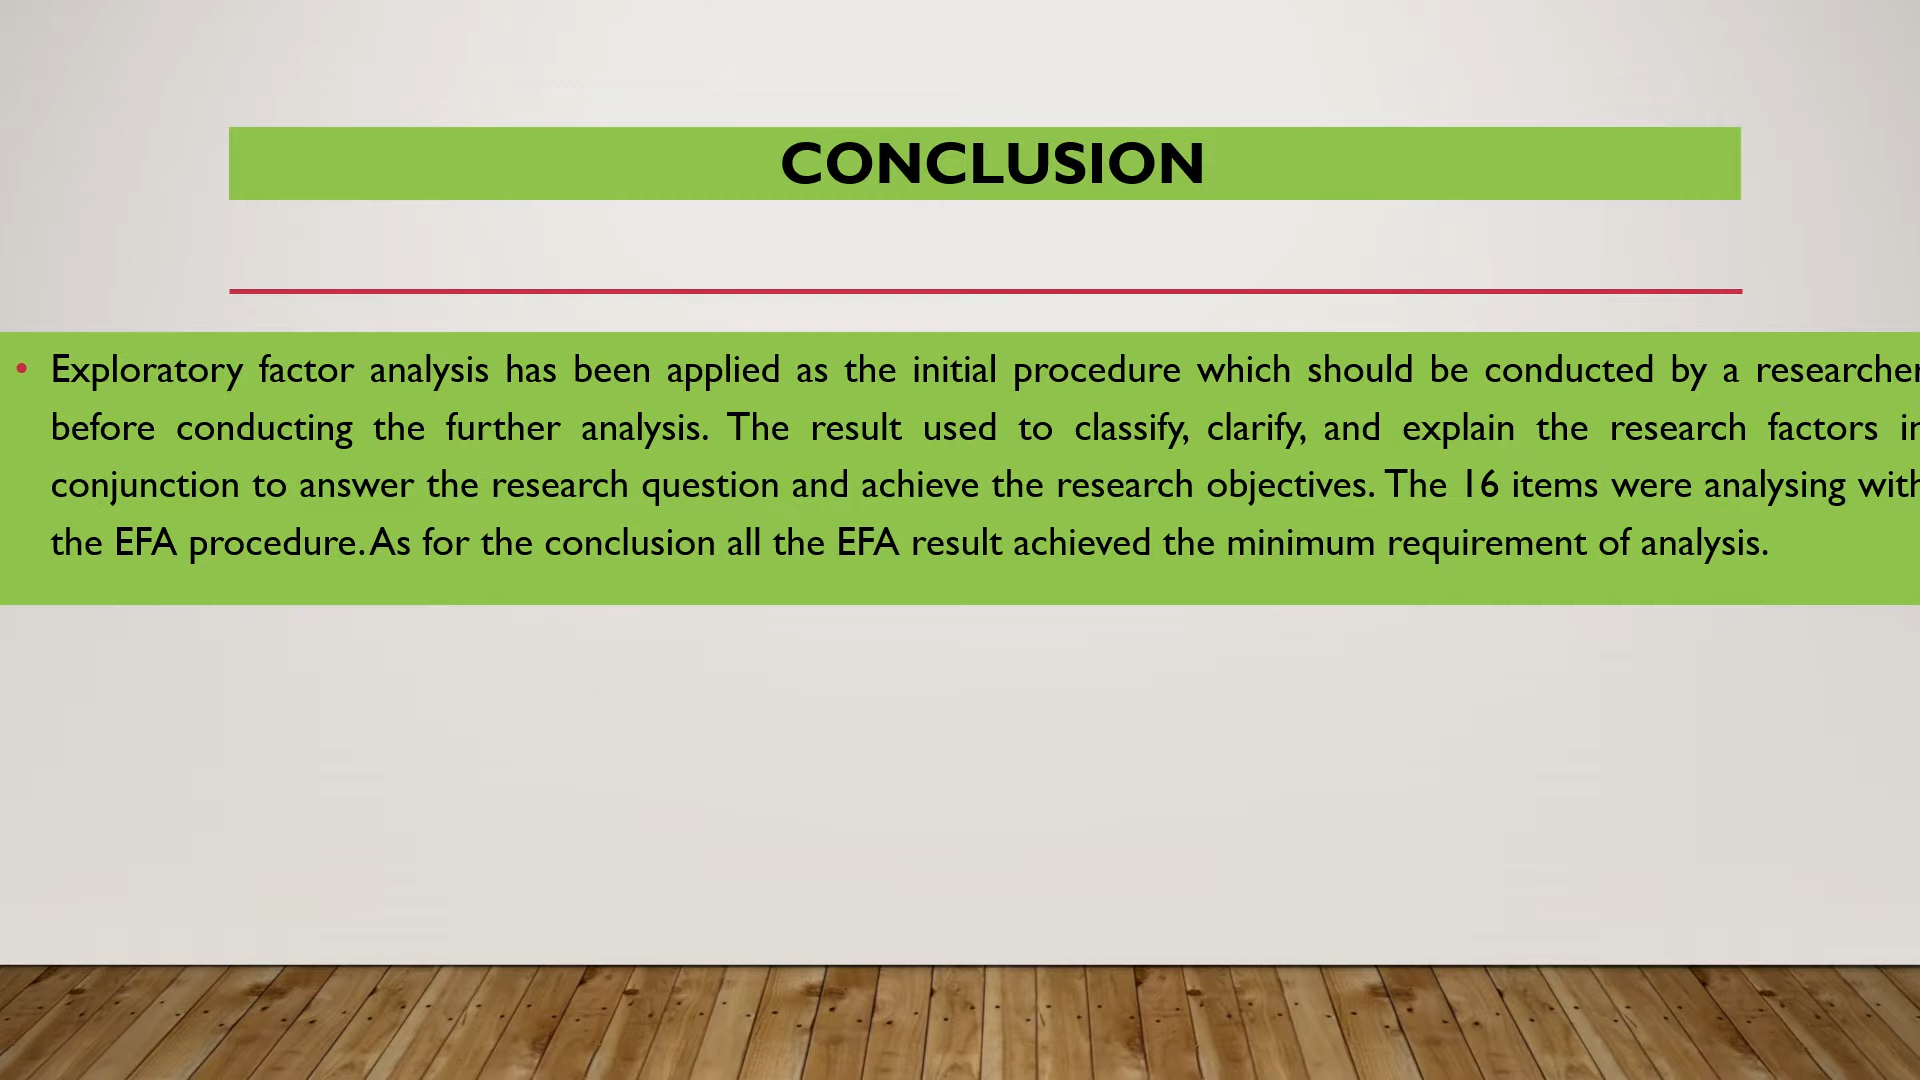 CONCLUSION
• Exploratory factor analysis has been applied as the initial procedure which should be conducted by a researcher
before conducting the further analysis. The result used to classify, clarify, and explain the research factors in
conjunction to answer the research question and achieve the research objectives. The 16 items were analysing with
the EFA procedure. As for the conclusion all the EFA result achieved the minimum requirement of analysis.